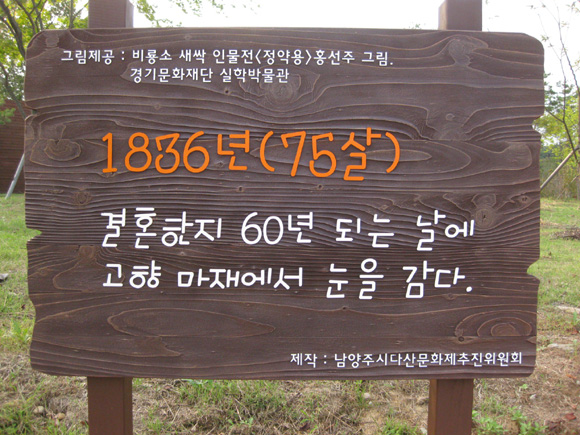 그림제공 : 비룡소 새싹 인물전<정약용>홍선주 그림.
경기문화재단 실학박물관
1836년(75살)
결혼한지 60년 되는 날에
고향 마재에서 눈을 감다.
제작 : 남양주시다산문화제추진위원회